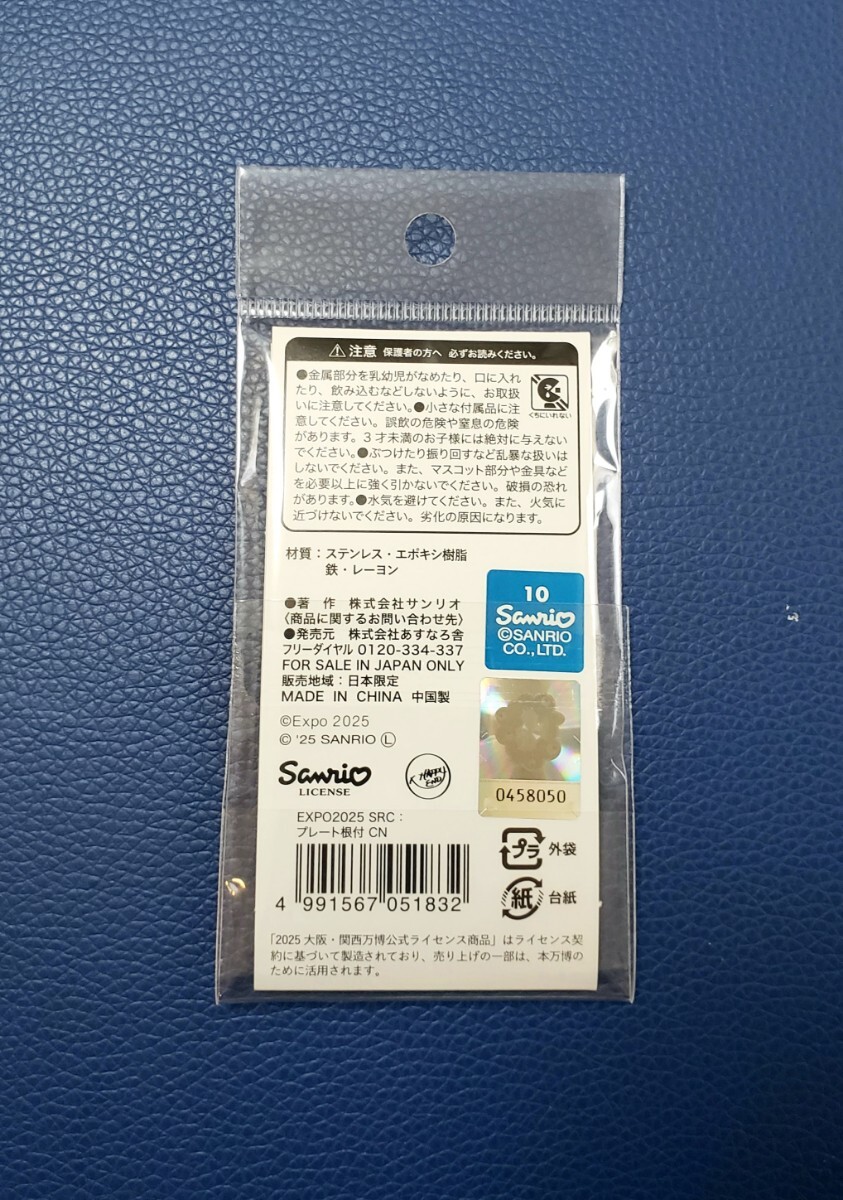 ⚠注意 保護者の方へ 必ずお読みください。
●金属部分を乳幼児がなめたり、口に入れ
たり、飲み込むなどしないように、お取扱
いに注意してください。●小さな付属品に注
意してください。誤飲の危険や窒息の危険
があります。3才未満のお子様には絶対に与えない
でください。●ぶつけたり振り回すなど乱暴な扱いは
しないでください。また、マスコット部分や金具など
を必要以上に強く引かないでください。破損の恐れ
があります。●水気を避けてください。また、火気に
近づけないでください。劣化の原因になります。
くちにいれない
材質：ステンレス・エポキシ樹脂
鉄・レーヨン
●著 作 株式会社サンリオ
〈商品に関するお問い合わせ先〉
●発売元 株式会社あすなろ舎
フリーダイヤル 0120-334-337
FOR SALE IN JAPAN ONLY
販売地域：日本限定
MADE IN CHINA 中国製
©Expo 2025
© '25 SANRIO Ⓛ
10
Sanrio
©SANRIO
CO.,LTD.
0458050
Sanrio
LICENSE
K HAPPY
END
EXPO2025 SRC：
プレート根付 CN
4 991567 051832
プラ 外袋
紙 台紙
「2025 大阪・関西万博公式ライセンス商品」はライセンス契
約に基づいて製造されており、売り上げの一部は、本万博の
ために活用されます。